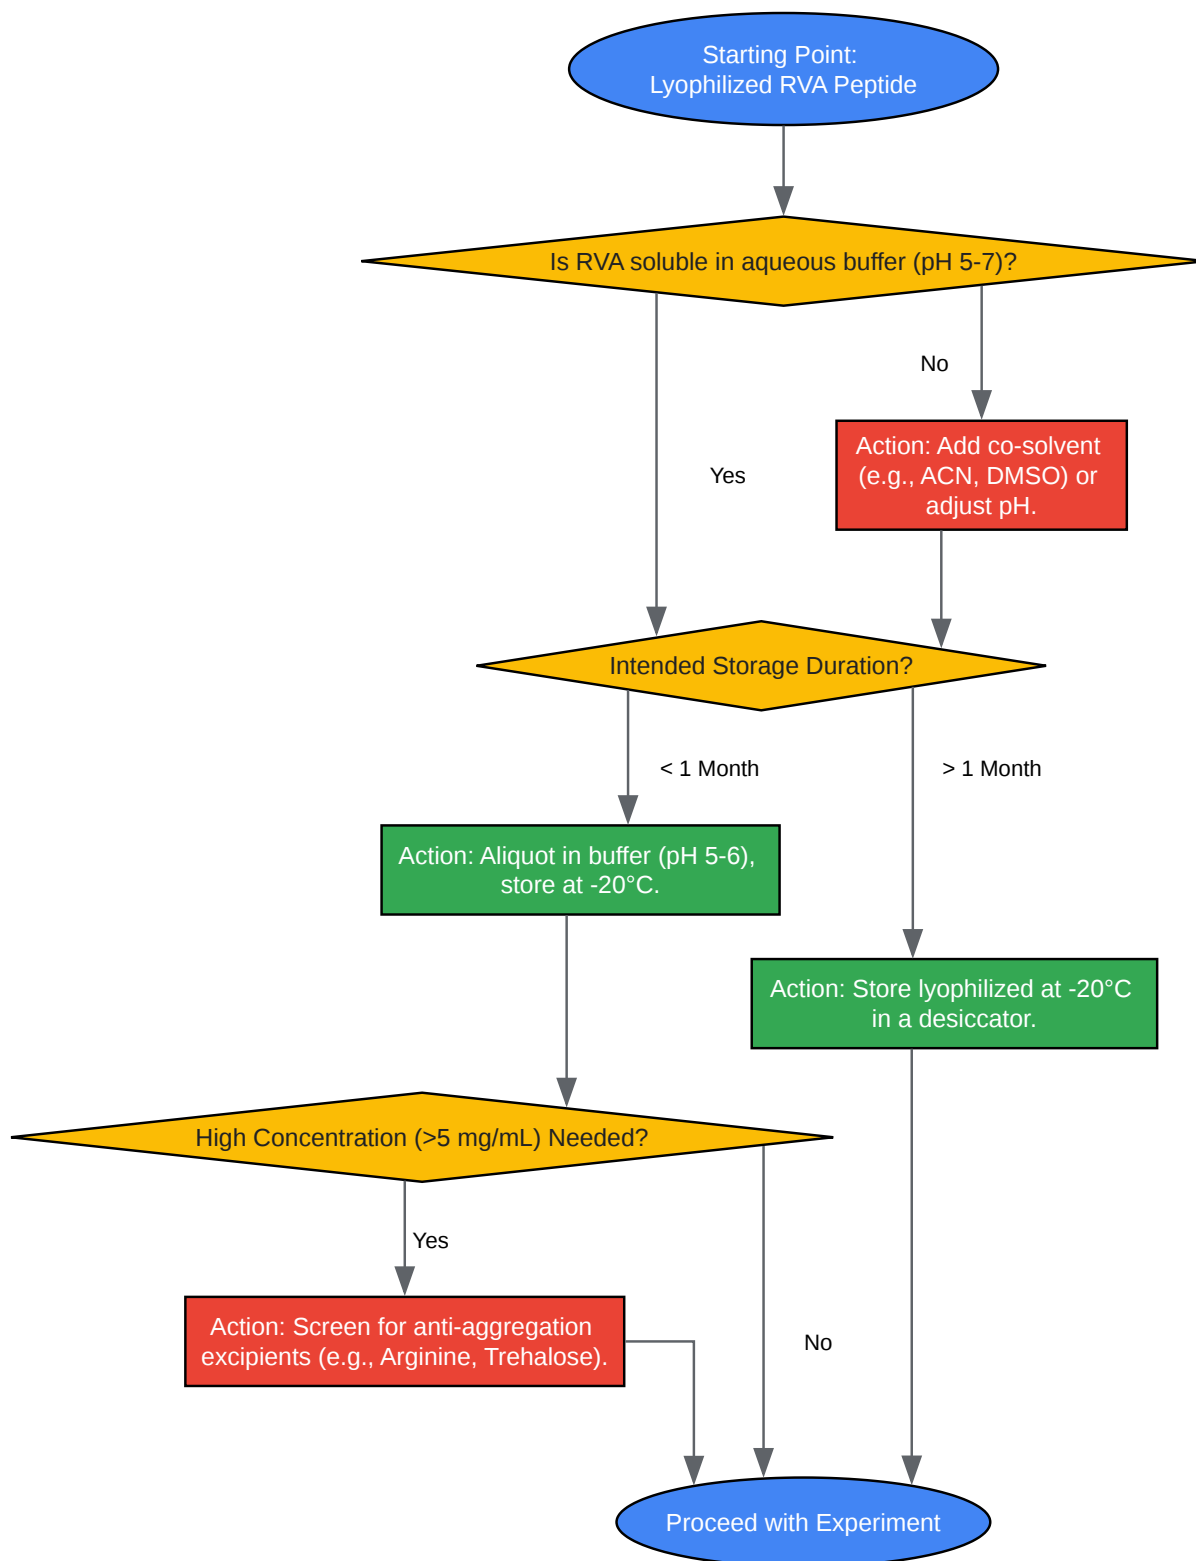 Starting Point:
Lyophilized RVA Peptide
Is RVA soluble in aqueous buffer (pH 5-7)?
No
Action: Add co-solvent
(e.g., ACN, DMSO) or
adjust pH.
Yes
Intended Storage Duration?
< 1 Month
> 1 Month
Action: Aliquot in buffer (pH 5-6),
store at -20°C.
Action: Store lyophilized at -20°C
in a desiccator.
High Concentration (>5 mg/mL) Needed?
Yes
Action: Screen for anti-aggregation
excipients (e.g., Arginine, Trehalose).
No
Proceed with Experiment